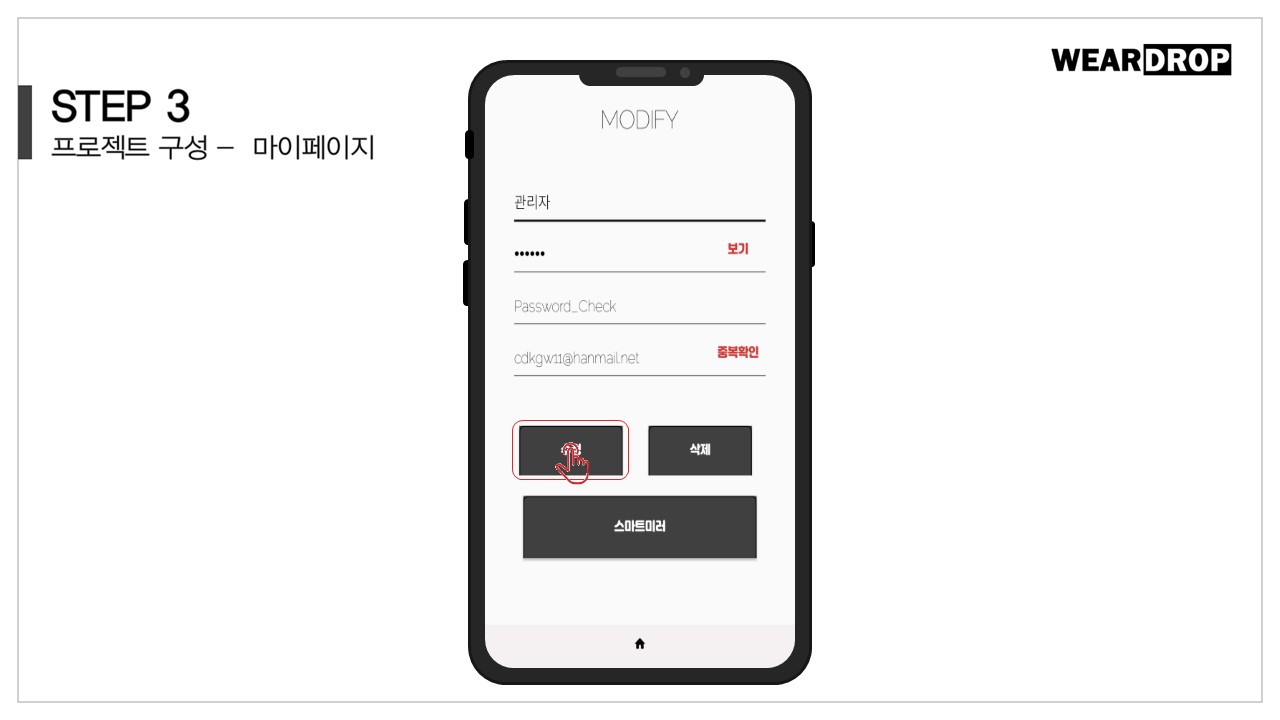 WEARDROP
STEP 3
프로젝트 구성 – 마이페이지
MODIFY
관리자
••••••
보기
Password_Check
cdkgw11@hanmail.net
중복확인
삭제
스마트미러